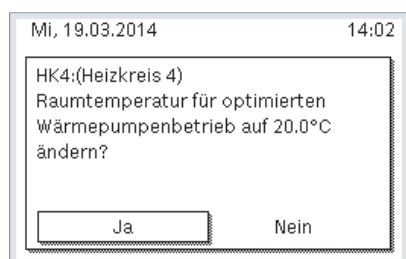 Mi, 19.03.2014 14:02
HK4:(Heizkreis 4)
Raumtemperatur für optimierten
Wärmepumpenbetrieb auf 20.0°C
ändern?
Ja Nein